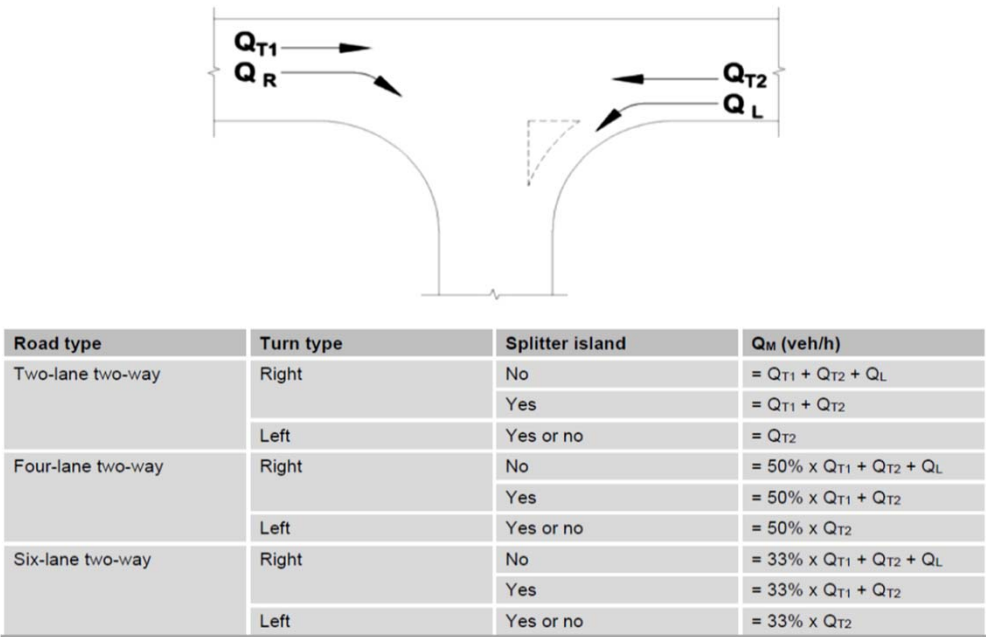 QT1
QR
QT2
QL
Road type Turn type Splitter island QM (veh/h)
Two-lane two-way Right No = QT1 + QT2 + QL
Yes = QT1 + QT2
Left Yes or no = QT2
Four-lane two-way Right No = 50% x QT1 + QT2 + QL
Yes = 50% x QT1 + QT2
Left Yes or no = 50% x QT2
Six-lane two-way Right No = 33% x QT1 + QT2 + QL
Yes = 33% x QT1 + QT2
Left Yes or no = 33% x QT2